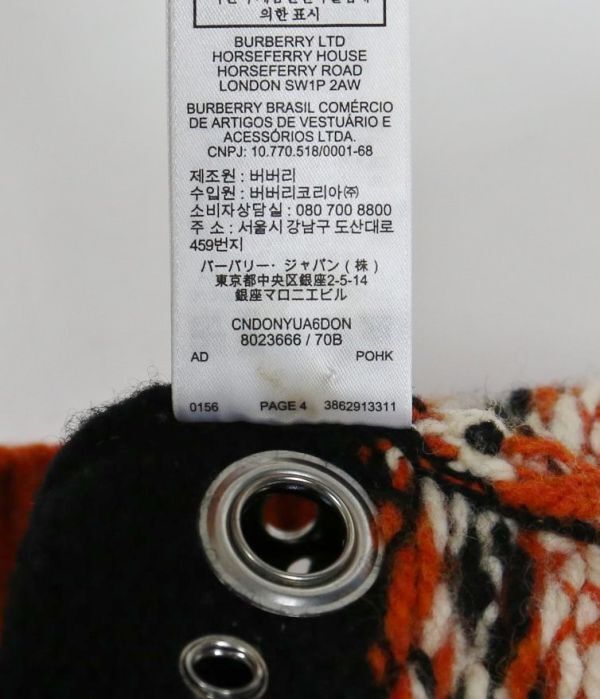 의한 표시
BURBERRY LTD
HORSEFERRY HOUSE
HORSEFERRY ROAD
LONDON SW1P 2AW
BURBERRY BRASIL COMÉRCIO
DE ARTIGOS DE VESTUÁRIO E
ACESSÓRIOS LTDA.
CNPJ: 10.770.518/0001-68
제조원 : 버버리
수입원 : 버버리코리아㈜
소비자상담실 : 080 700 8800
주 소 : 서울시 강남구 도산대로
459번지
バーバリー・ジャパン（株）
東京都中央区銀座2-5-14
銀座マロニエビル
CNDONYUA6DON
8023666 / 70B
AD POHK
0156 PAGE 4 3862913311